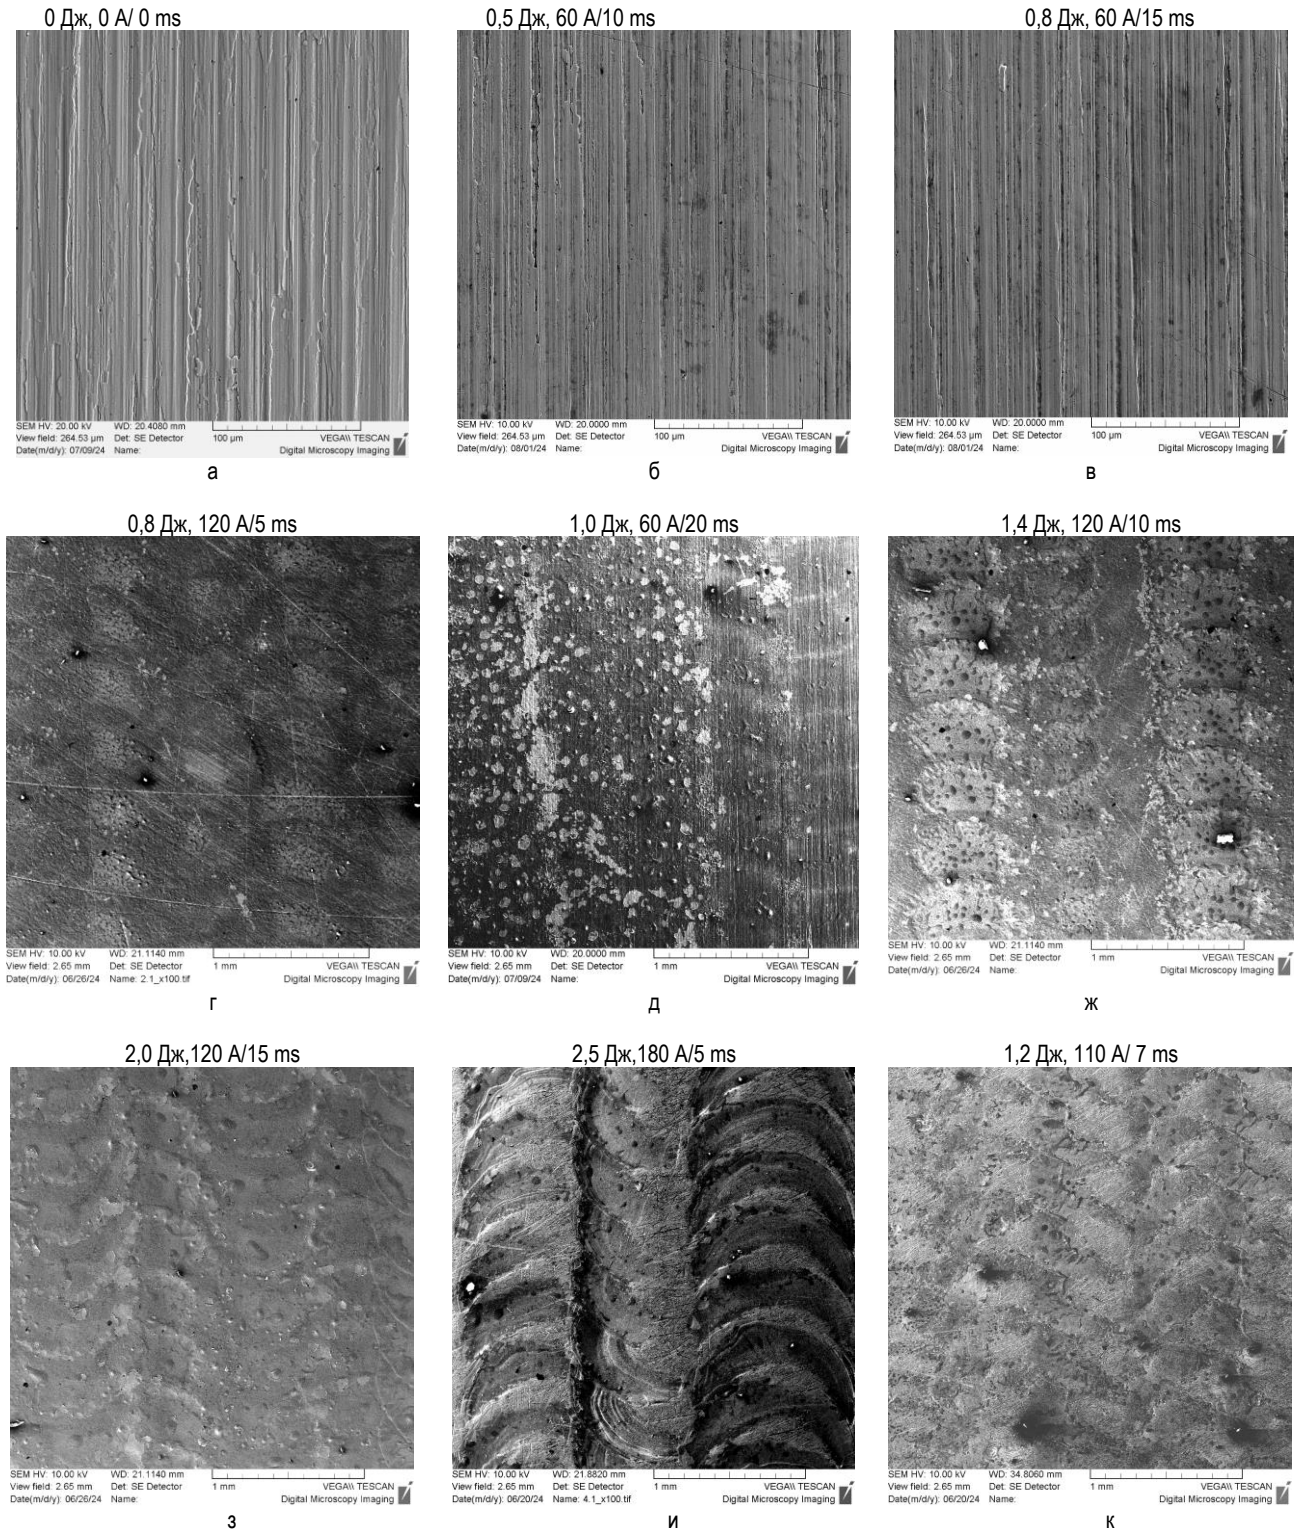 0 Дж, 0 А/ 0 ms
0,5 Дж, 60 А/10 ms
0,8 Дж, 60 А/15 ms
SEM HV: 20.00 kV WD: 20.4080 mm
View field: 264.53 µm Det: SE Detector 100 µm VEGA\\ TESCAN
Date(m/d/y): 07/09/24 Name: Digital Microscopy Imaging
SEM HV: 10.00 kV WD: 20.0000 mm
View field: 264.53 µm Det: SE Detector 100 µm VEGA\\ TESCAN
Date(m/d/y): 08/01/24 Name: Digital Microscopy Imaging
SEM HV: 10.00 kV WD: 20.0000 mm
View field: 264.53 µm Det: SE Detector 100 µm VEGA\\ TESCAN
Date(m/d/y): 08/01/24 Name: Digital Microscopy Imaging
а
б
в
0,8 Дж, 120 А/5 ms
1,0 Дж, 60 А/20 ms
1,4 Дж, 120 А/10 ms
SEM HV: 10.00 kV WD: 21.1140 mm
View field: 2.65 mm Det: SE Detector 1 mm VEGA\\ TESCAN
Date(m/d/y): 06/26/24 Name: 2.1_x100.tif Digital Microscopy Imaging
SEM HV: 10.00 kV WD: 20.0000 mm
View field: 2.65 mm Det: SE Detector 1 mm VEGA\\ TESCAN
Date(m/d/y): 07/09/24 Name: Digital Microscopy Imaging
SEM HV: 10.00 kV WD: 21.1140 mm
View field: 2.65 mm Det: SE Detector 1 mm VEGA\\ TESCAN
Date(m/d/y): 06/26/24 Name: Digital Microscopy Imaging
г
д
ж
2,0 Дж,120 А/15 ms
2,5 Дж,180 А/5 ms
1,2 Дж, 110 А/ 7 ms
SEM HV: 10.00 kV WD: 21.1140 mm
View field: 2.65 mm Det: SE Detector 1 mm VEGA\\ TESCAN
Date(m/d/y): 06/26/24 Name: Digital Microscopy Imaging
SEM HV: 10.00 kV WD: 21.8820 mm
View field: 2.65 mm Det: SE Detector 1 mm VEGA\\ TESCAN
Date(m/d/y): 06/20/24 Name: 4.1_x100.tif Digital Microscopy Imaging
SEM HV: 10.00 kV WD: 34.8060 mm
View field: 2.65 mm Det: SE Detector 1 mm VEGA\\ TESCAN
Date(m/d/y): 06/20/24 Name: Digital Microscopy Imaging
з
и
к